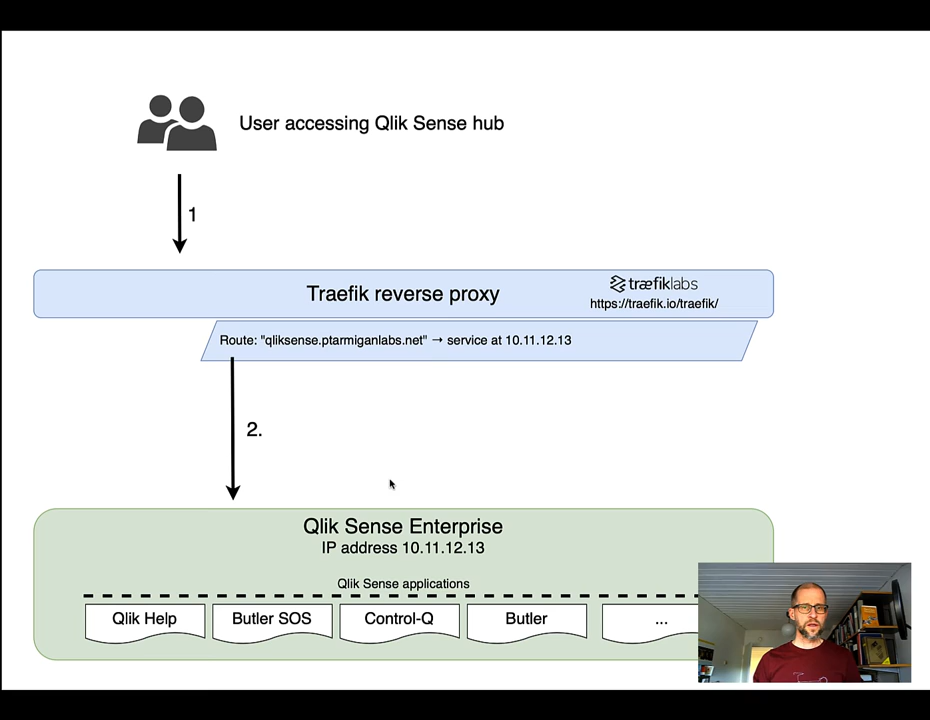 User accessing Qlik Sense hub
1
Traefik reverse proxy
træfiklabs
https://traefik.io/traefik/
Route: "qliksense.ptarmiganlabs.net" → service at 10.11.12.13
2.
Qlik Sense Enterprise
IP address 10.11.12.13
Qlik Sense applications
Qlik Help
Butler SOS
Control-Q
Butler
...